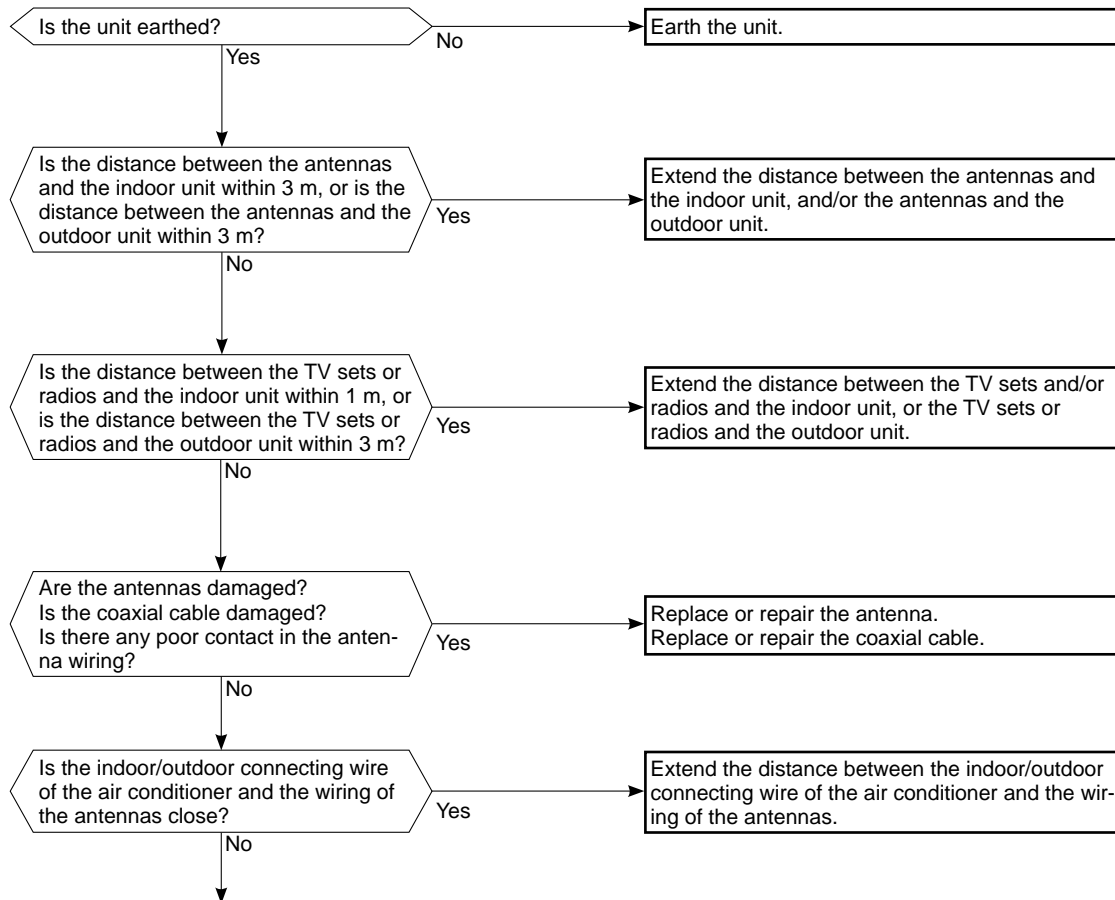 Is the unit earthed?
No
Earth the unit.
Yes
Is the distance between the antennas
and the indoor unit within 3 m, or is the
distance between the antennas and the
outdoor unit within 3 m?
Yes
Extend the distance between the antennas and
the indoor unit, and/or the antennas and the
outdoor unit.
No
Is the distance between the TV sets or
radios and the indoor unit within 1 m, or
is the distance between the TV sets or
radios and the outdoor unit within 3 m?
Yes
Extend the distance between the TV sets and/or
radios and the indoor unit, or the TV sets or
radios and the outdoor unit.
No
Are the antennas damaged?
Is the coaxial cable damaged?
Is there any poor contact in the anten-
na wiring?
Yes
Replace or repair the antenna.
Replace or repair the coaxial cable.
No
Is the indoor/outdoor connecting wire
of the air conditioner and the wiring of
the antennas close?
Yes
Extend the distance between the indoor/outdoor
connecting wire of the air conditioner and the wir-
ing of the antennas.
No